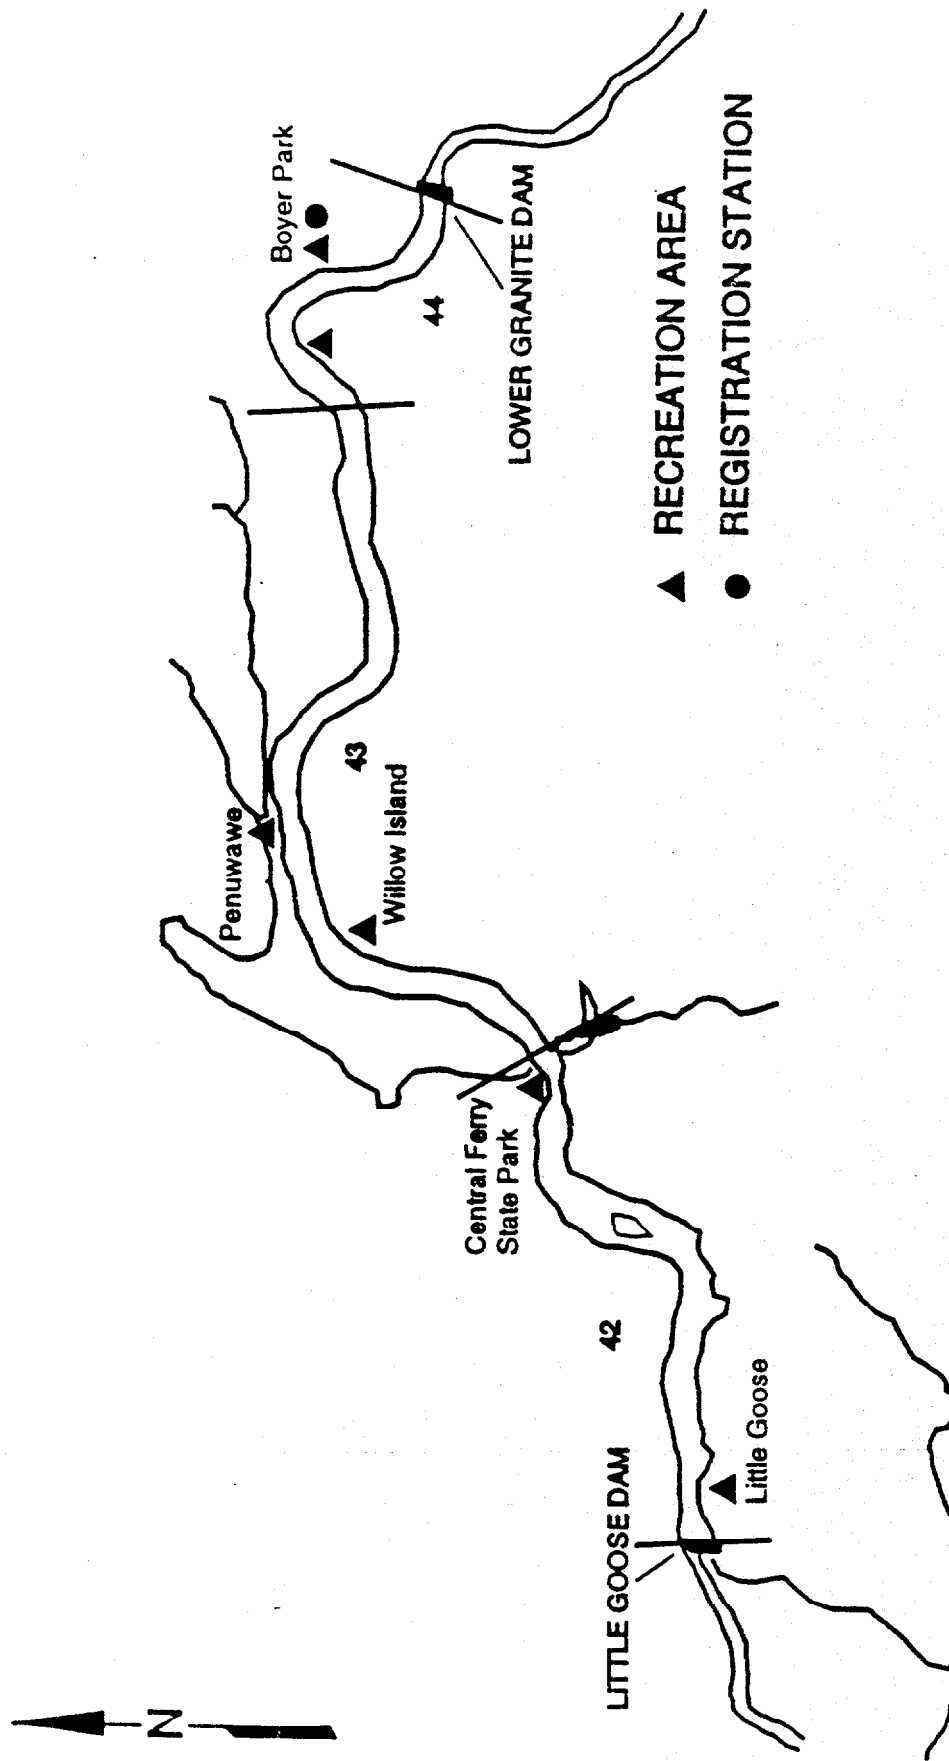 N
LITTLE GOOSE DAM
Little Goose
42
Central Ferry
State Park
Penuwawe
Willow Island
43
Boyer Park
44
LOWER GRANITE DAM
RECREATION AREA
REGISTRATION STATION